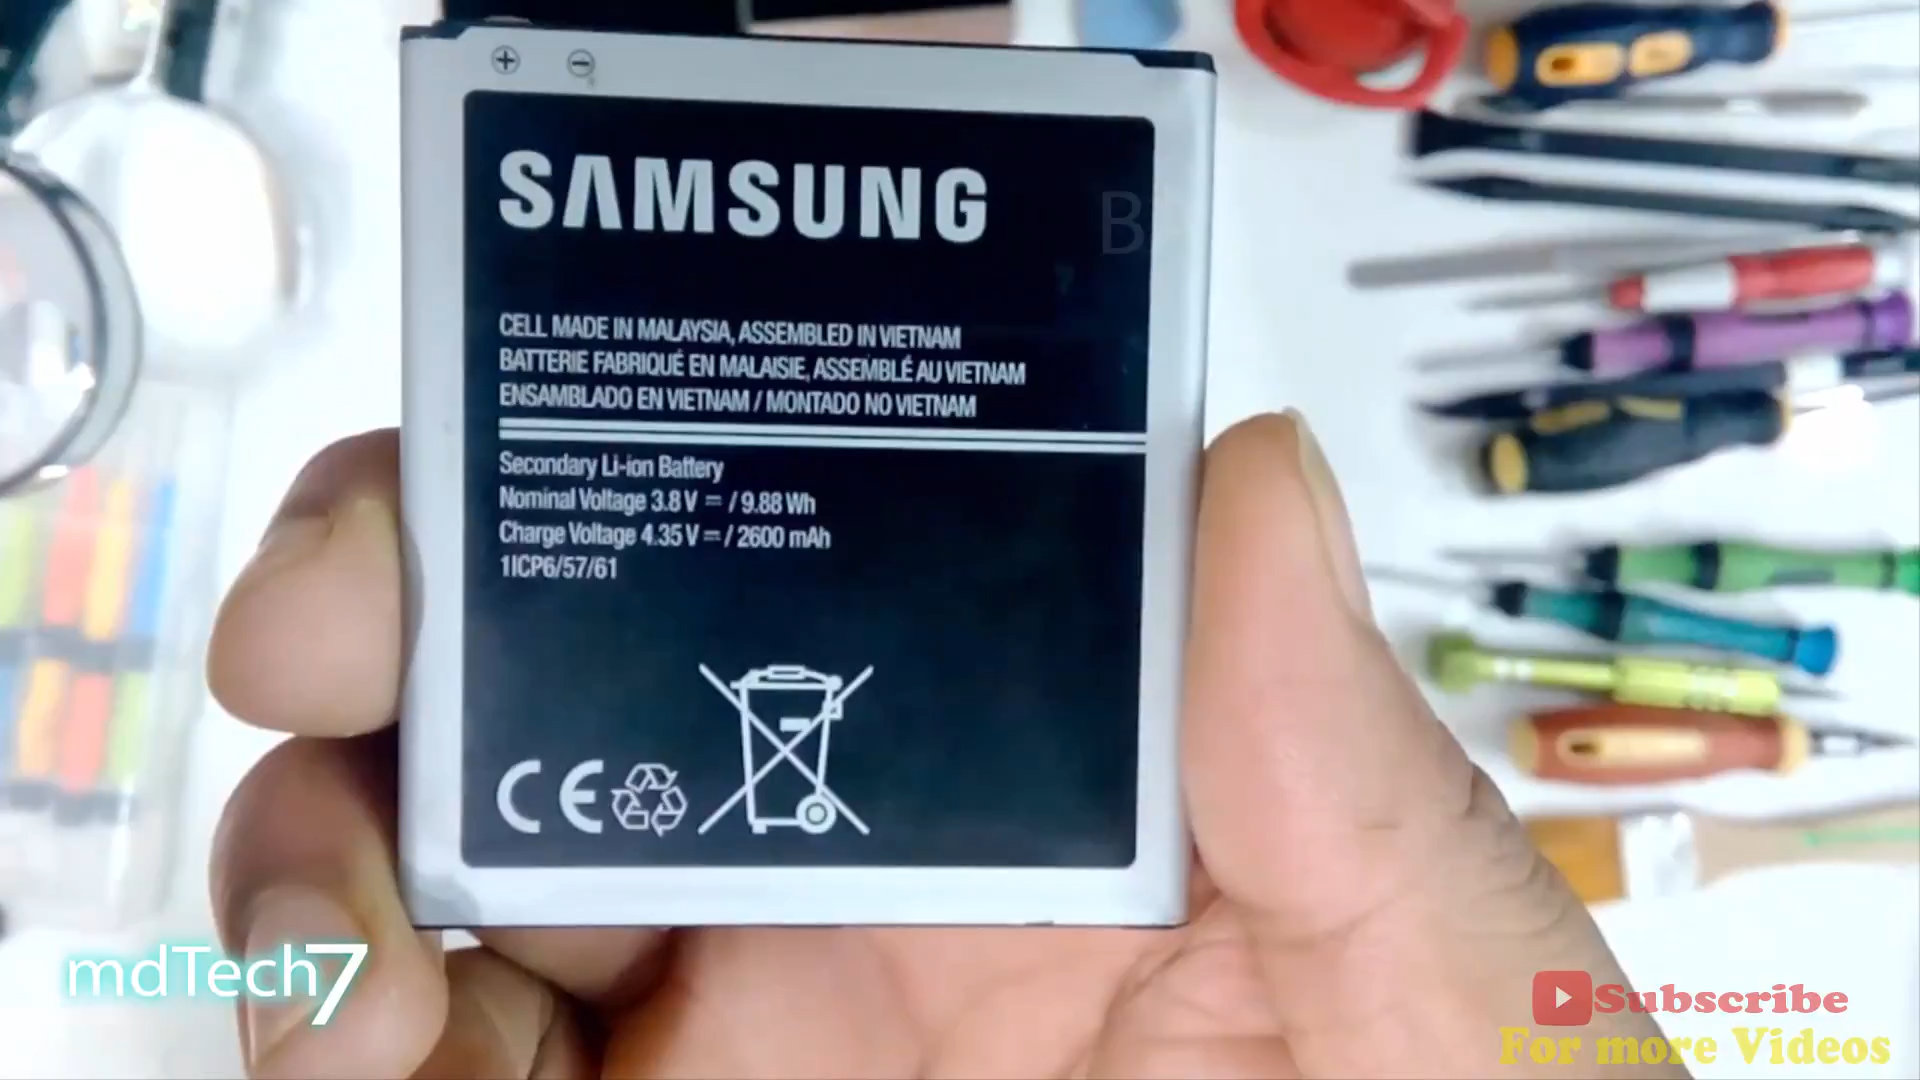 SAMSUNG
B
CELL MADE IN MALAYSIA, ASSEMBLED IN VIETNAM
BATTERIE FABRIQUÉ EN MALAISIE, ASSEMBLÉ AU VIETNAM
ENSAMBLADO EN VIETNAM / MONTADO NO VIETNAM
Secondary Li-ion Battery
Nominal Voltage 3.8 V ⎓ / 9.88 Wh
Charge Voltage 4.35 V ⎓ / 2600 mAh
1ICP6/57/61
CE
mdTech7
Subscribe
For more Videos